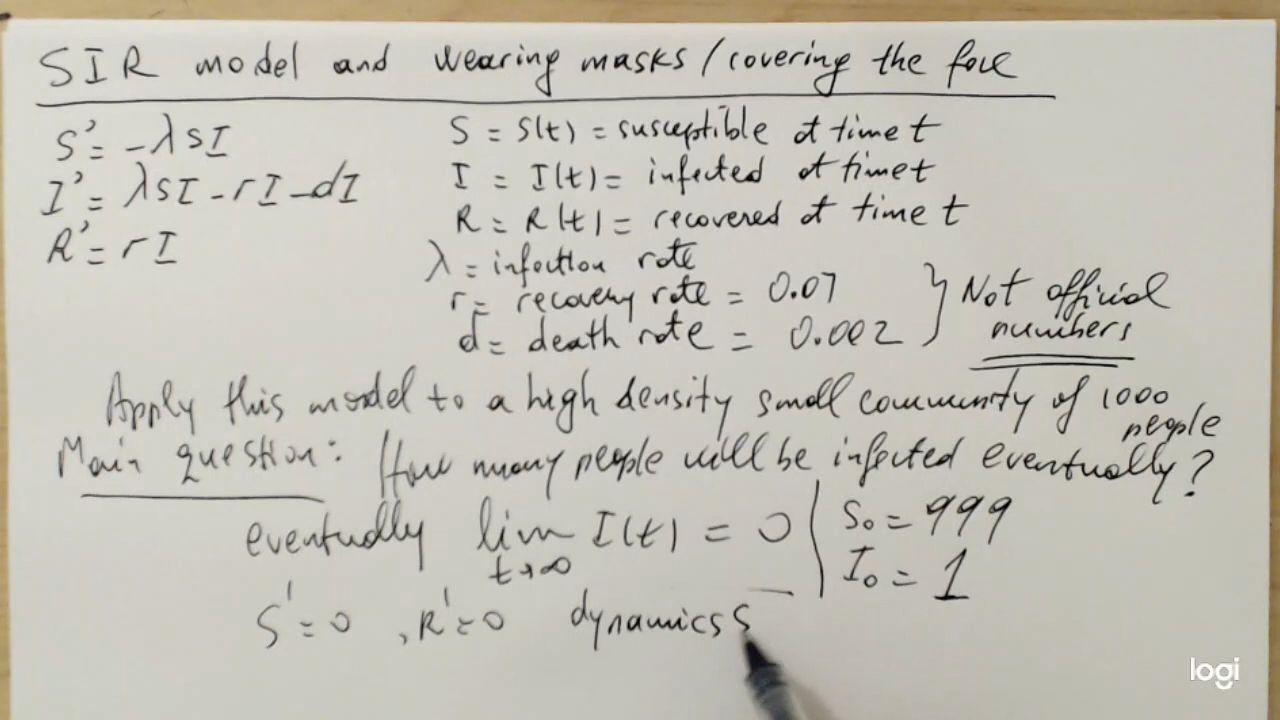 SIR model and wearing masks / covering the face
S' = -λSI
I' = λSI - rI - dI
R' = rI
S = S(t) = susceptible at time t
I = I(t) = infected at time t
R = R(t) = recovered at time t
λ = infection rate
r = recovery rate = 0.07
d = death rate = 0.002
} Not official
numbers
Apply this model to a high density small community of 1000
people
Main question: How many people will be infected eventually?
eventually lim I(t) = 0
t→∞
S₀ = 999
I₀ = 1
S' = 0 , R' = 0 dynamics S
logi